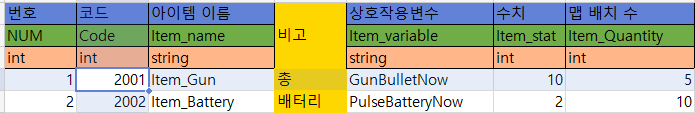 번호 코드 아이템 이름 비고 상호작용변수 수치 맵 배치 수
NUM Code Item_name Item_variable Item_stat Item_Quantity
int int string string int int
1 2001 Item_Gun 총 GunBulletNow 10 5
2 2002 Item_Battery 배터리 PulseBatteryNow 2 10